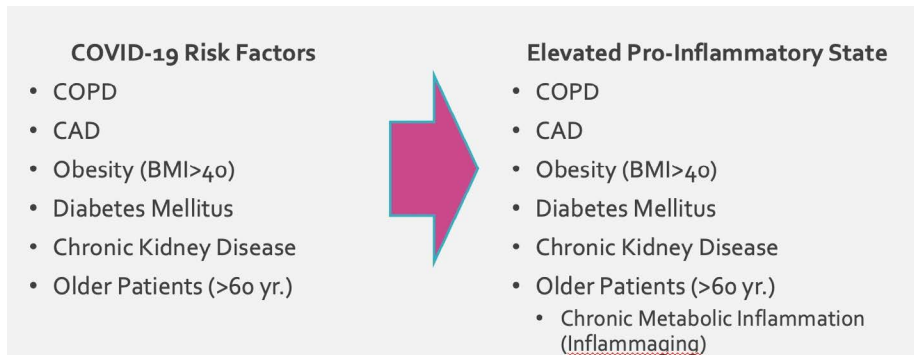 COVID-19 Risk Factors
• COPD
• CAD
• Obesity (BMI>40)
• Diabetes Mellitus
• Chronic Kidney Disease
• Older Patients (>60 yr.)
Elevated Pro-Inflammatory State
• COPD
• CAD
• Obesity (BMI>40)
• Diabetes Mellitus
• Chronic Kidney Disease
• Older Patients (>60 yr.)
• Chronic Metabolic Inflammation
(Inflammaging)